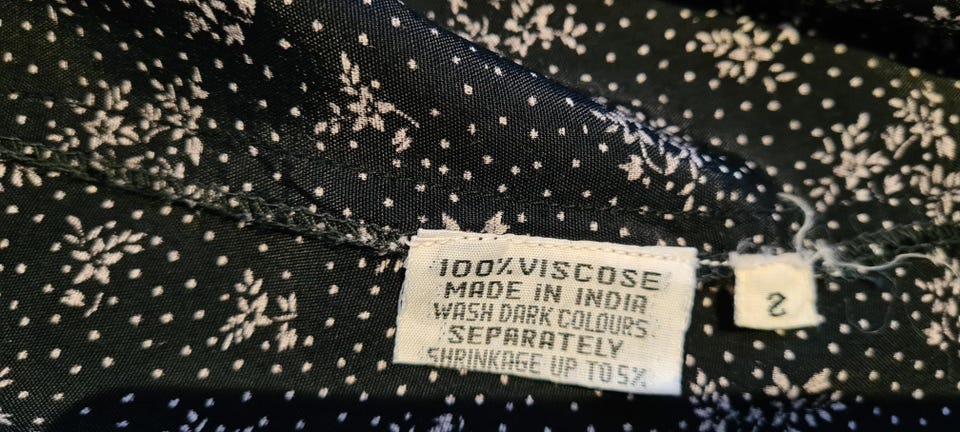 100% VISCOSE
MADE IN INDIA
WASH DARK COLOURS
SEPARATELY
SHRINKAGE UP TO 5%
2